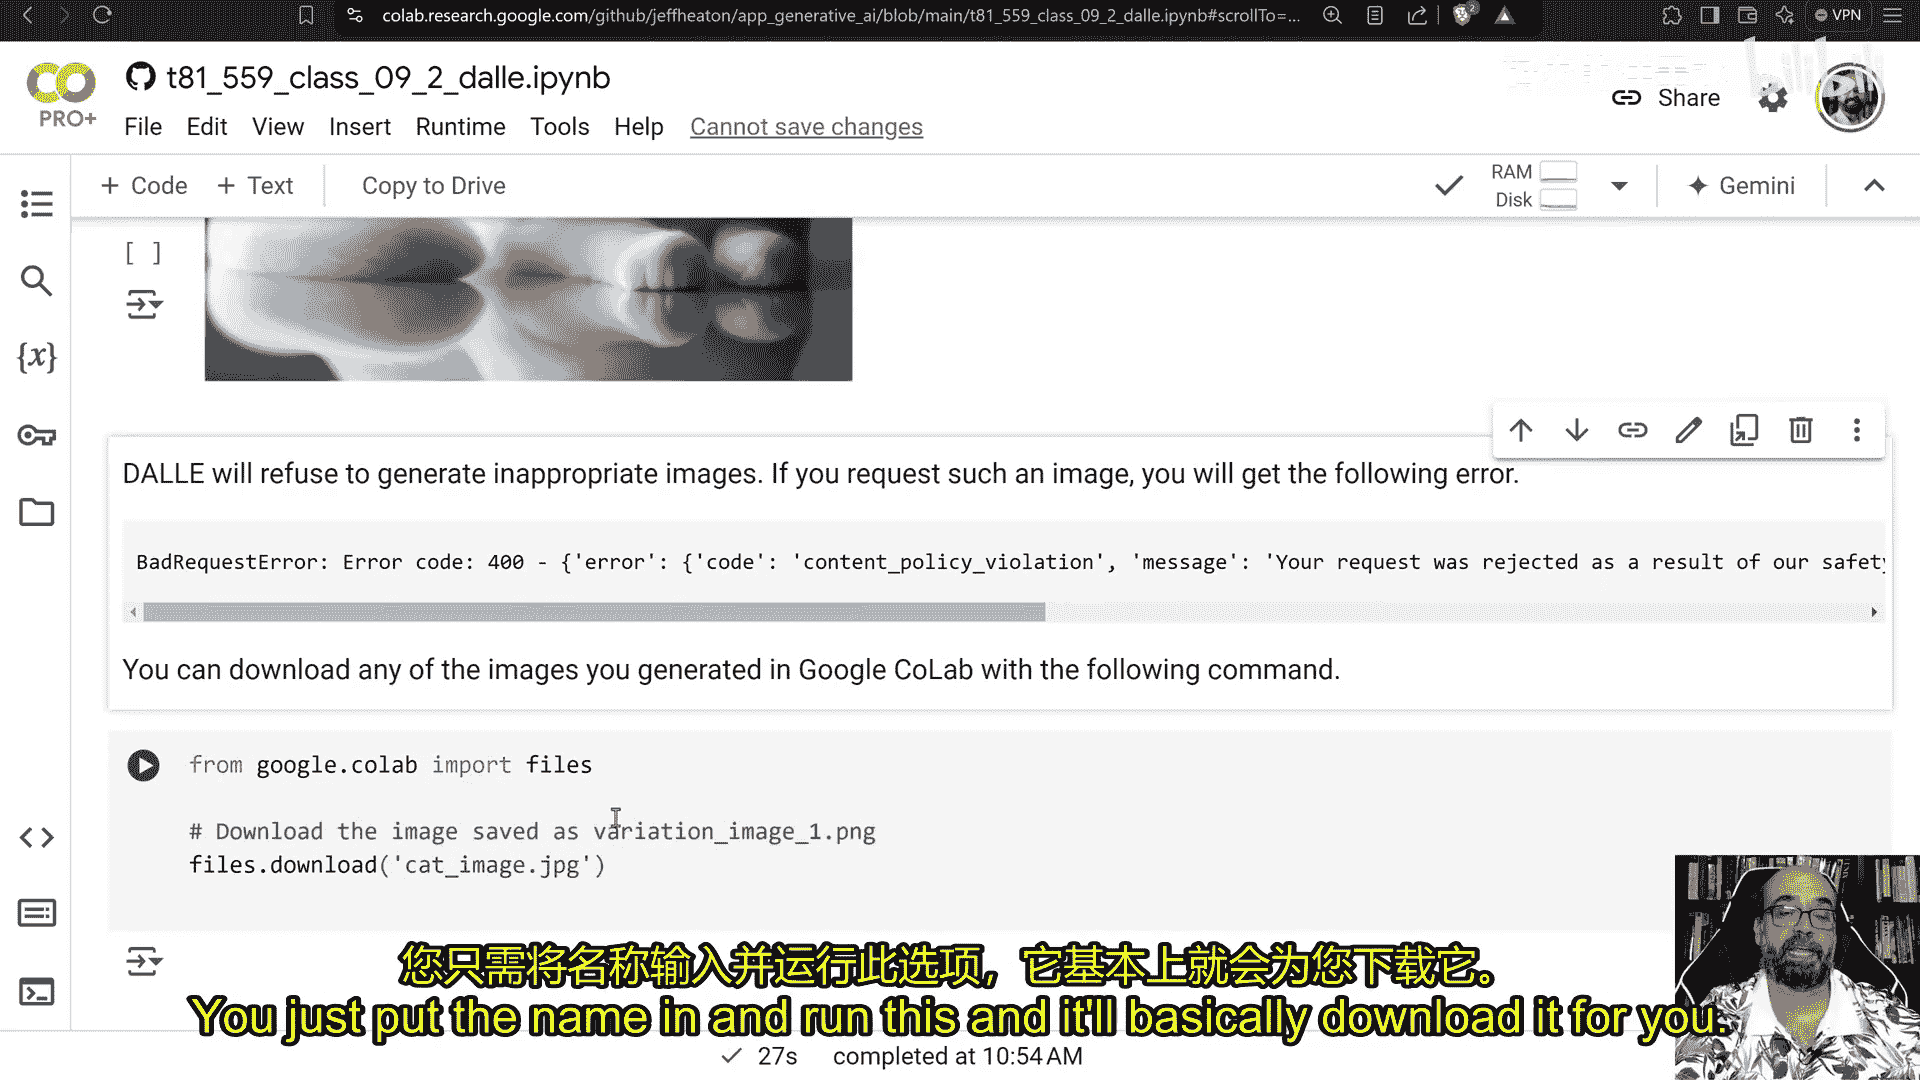 colab.research.google.com/github/jeffheaton/app_generative_ai/blob/main/t81_559_class_09_2_dalle.ipynb#scrollTo=...
2
VPN
CO
PRO+
t81_559_class_09_2_dalle.ipynb
bilibili
Share
File Edit View Insert Runtime Tools Help Cannot save changes
+ Code + Text Copy to Drive
RAM
Disk
Gemini
[ ]
{x}
DALLE will refuse to generate inappropriate images. If you request such an image, you will get the following error.
BadRequestError: Error code: 400 - {'error': {'code': 'content_policy_violation', 'message': 'Your request was rejected as a result of our safety
You can download any of the images you generated in Google CoLab with the following command.
from google.colab import files
# Download the image saved as variation_image_1.png
files.download('cat_image.jpg')
您只需将名称输入并运行此选项，它基本上就会为您下载它。
You just put the name in and run this and it'll basically download it for you.
27s completed at 10:54 AM